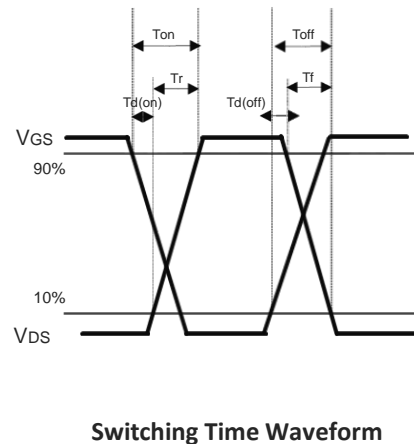 Ton
Toff
Tr
Tf
Td(on)
Td(off)
VGS
90%
10%
VDS
Switching Time Waveform